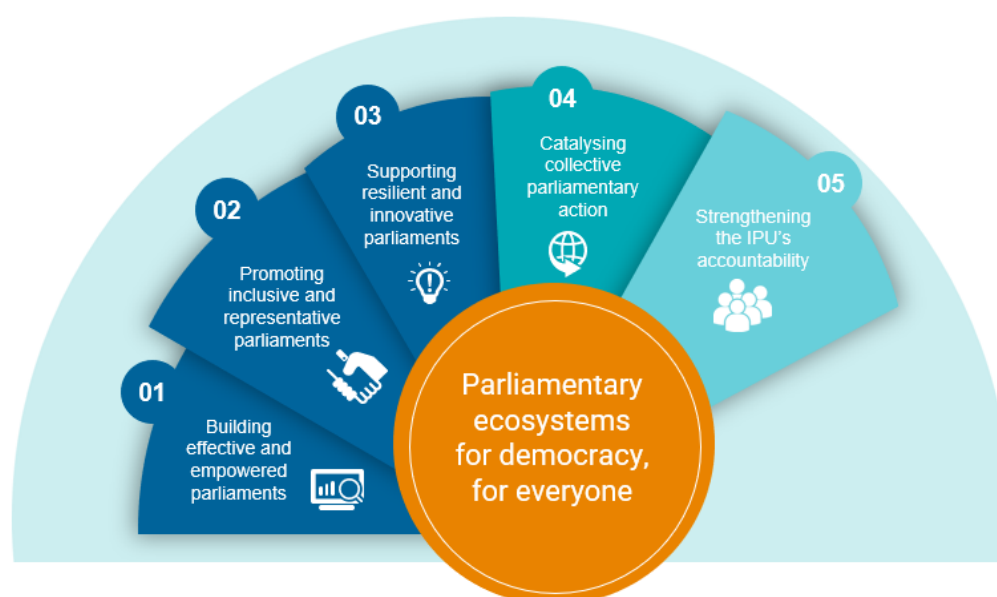 01
Building
effective and
empowered
parliaments
02
Promoting
inclusive and
representative
parliaments
03
Supporting
resilient and
innovative
parliaments
04
Catalysing
collective
parliamentary
action
05
Strengthening
the IPU's
accountability
Parliamentary
ecosystems
for democracy,
for everyone